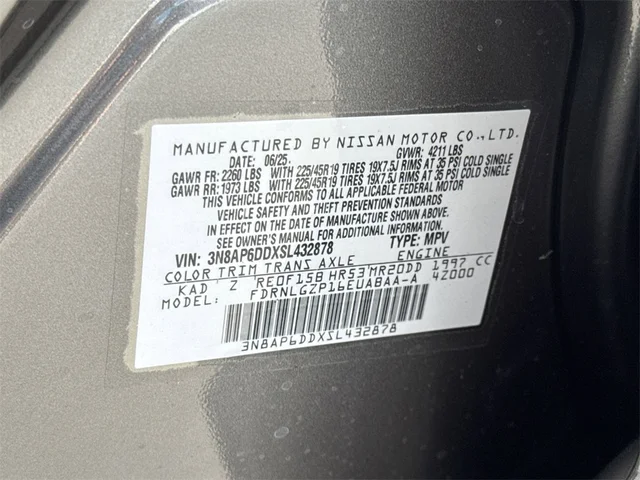 MANUFACTURED BY NISSAN MOTOR CO., LTD.
DATE: 06/25. GVWR: 4211 LBS
GAWR FR: 2260 LBS WITH 225/45R19 TIRES 19X7.5J RIMS AT 35 PSI COLD SINGLE
GAWR RR: 1973 LBS WITH 225/45R19 TIRES 19X7.5J RIMS AT 35 PSI COLD SINGLE
THIS VEHICLE CONFORMS TO ALL APPLICABLE FEDERAL MOTOR
VEHICLE SAFETY AND THEFT PREVENTION STANDARDS
IN EFFECT ON THE DATE OF MANUFACTURE SHOWN ABOVE.
SEE OWNER'S MANUAL FOR ADDITIONAL INFORMATION.
VIN: 3N8AP6DDXSL432878 TYPE: MPV
COLOR TRIM TRANS AXLE ENGINE
KAD Z RE0F15B HR53 MR20DD 1997 CC
MODEL: FDRNLGZP16EUABAA-A 4Z000
3N8AP6DDXSL432878